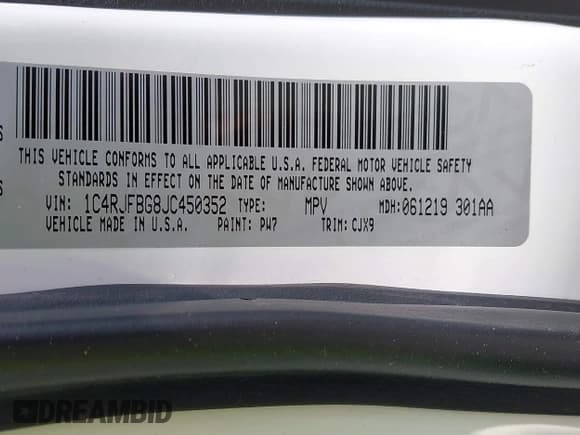 S
THIS VEHICLE CONFORMS TO ALL APPLICABLE U.S.A. FEDERAL MOTOR VEHICLE SAFETY
STANDARDS IN EFFECT ON THE DATE OF MANUFACTURE SHOWN ABOVE.
S
VIN: 1C4RJFBG8JC450352 TYPE: MPV MDH:061219 301AA
VEHICLE MADE IN U.S.A. PAINT: PW7 TRIM: CJX9
DREAMBID